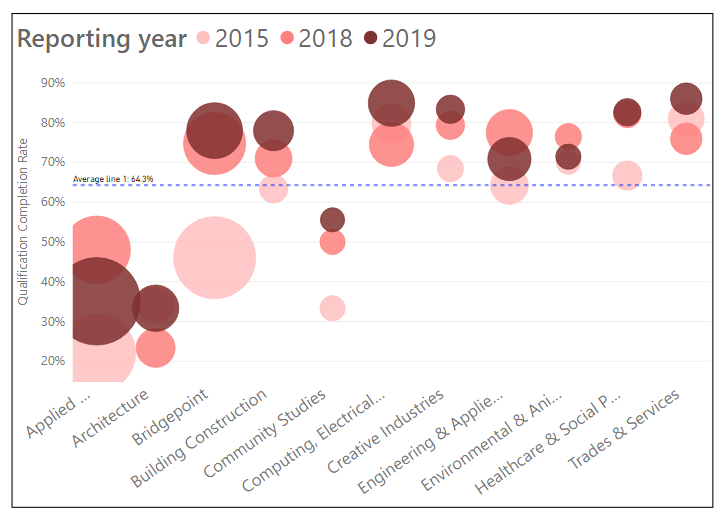 Reporting year 2015 2018 2019
90%
80%
70%
Average line 1: 64.3%
60%
50%
40%
30%
20%
Qualification Completion Rate
Applied ...
Architecture
Bridgepoint
Building Construction
Community Studies
Computing, Electrical...
Creative Industries
Engineering & Applie...
Environmental & Ani...
Healthcare & Social P...
Trades & Services